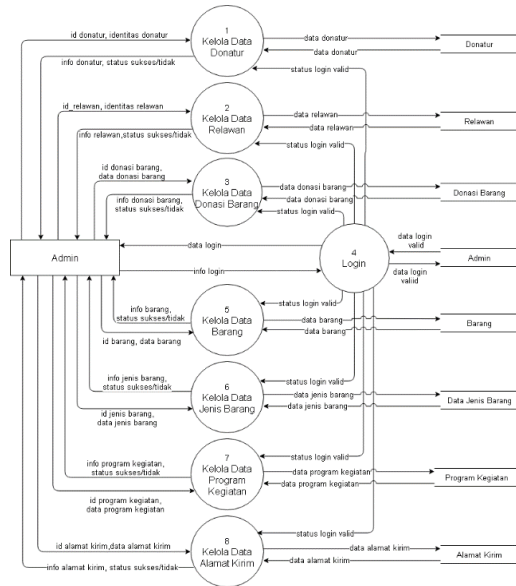 1
Kelola Data
Donatur
id donatur, identitas donatur
info donatur, status sukses/tidak
data donatur
data donatur
Donatur
status login valid
2
Kelola Data
Relawan
id_relawan, identitas relawan
info relawan,status sukses/tidak
data relawan
data relawan
Relawan
status login valid
3
Kelola Data
Donasi Barang
id donasi barang,
data donasi barang
info donasi barang,
status sukses/tidak
data donasi barang
data donasi barang
Donasi Barang
status login valid
Admin
data login
info login
4
Login
data login
valid
data login
valid
Admin
status login valid
5
Kelola Data
Barang
info barang,
status sukses/tidak
id barang, data barang
data barang
data barang
Barang
status login valid
6
Kelola Data
Jenis Barang
info jenis barang,
status sukses/tidak
id jenis barang,
data jenis barang
data jenis barang
data jenis barang
Data Jenis Barang
status login valid
7
Kelola Data
Program
Kegiatan
info program kegiatan,
status sukses/tidak
id program kegiatan,
data program kegiatan
data program kegiatan
data program kegiatan
Program Kegiatan
status login valid
8
Kelola Data
Alamat Kirim
id alamat kirim,data alamat kirim
info alamat kirim, status sukses/tidak
data alamat kirim
data alamat kirim
Alamat Kirim